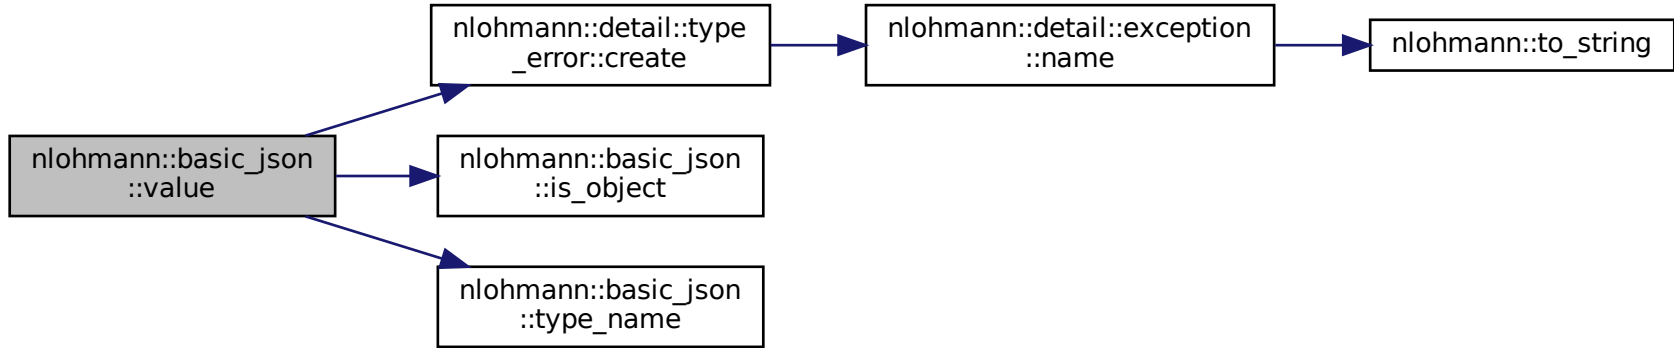 nlohmann::detail::type
_error::create
nlohmann::detail::exception
::name
nlohmann::to_string
nlohmann::basic_json
::value
nlohmann::basic_json
::is_object
nlohmann::basic_json
::type_name